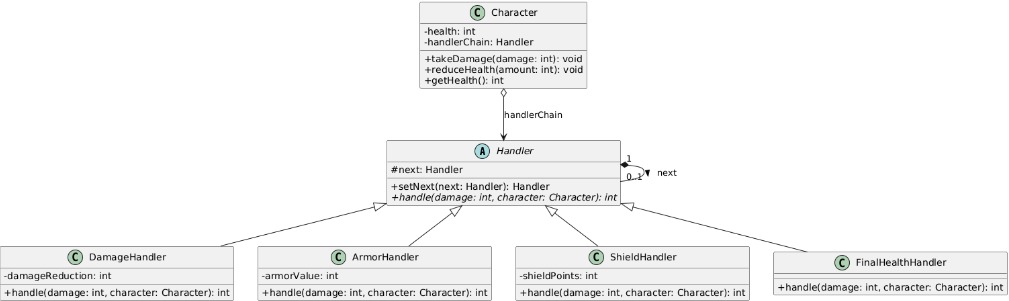 C Character
-health: int
-handlerChain: Handler
+takeDamage(damage: int): void
+reduceHealth(amount: int): void
+getHealth(): int
handlerChain
A Handler
#next: Handler
+setNext(next: Handler): Handler
+handle(damage: int, character: Character): int
1
0..1
next
C DamageHandler
-damageReduction: int
+handle(damage: int, character: Character): int
C ArmorHandler
-armorValue: int
+handle(damage: int, character: Character): int
C ShieldHandler
-shieldPoints: int
+handle(damage: int, character: Character): int
C FinalHealthHandler
+handle(damage: int, character: Character): int